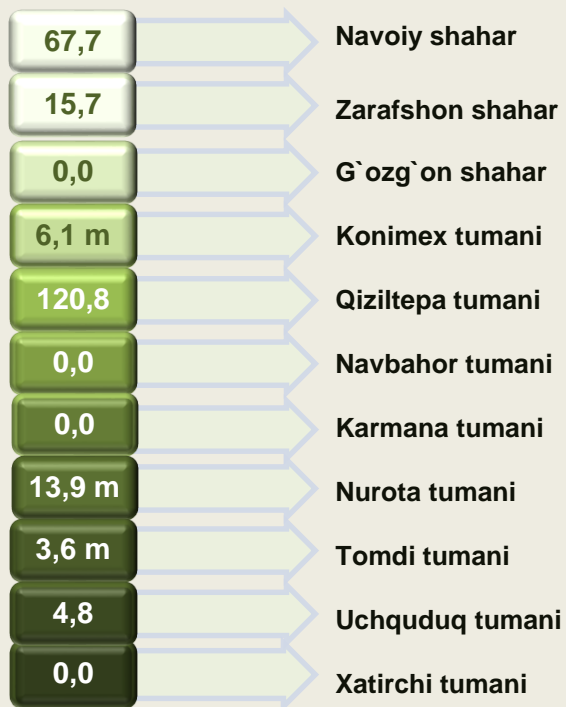 67,7 Navoiy shahar
15,7 Zarafshon shahar
0,0 G`ozg`on shahar
6,1 m Konimex tumani
120,8 Qiziltepa tumani
0,0 Navbahor tumani
0,0 Karmana tumani
13,9 m Nurota tumani
3,6 m Tomdi tumani
4,8 Uchquduq tumani
0,0 Xatirchi tumani